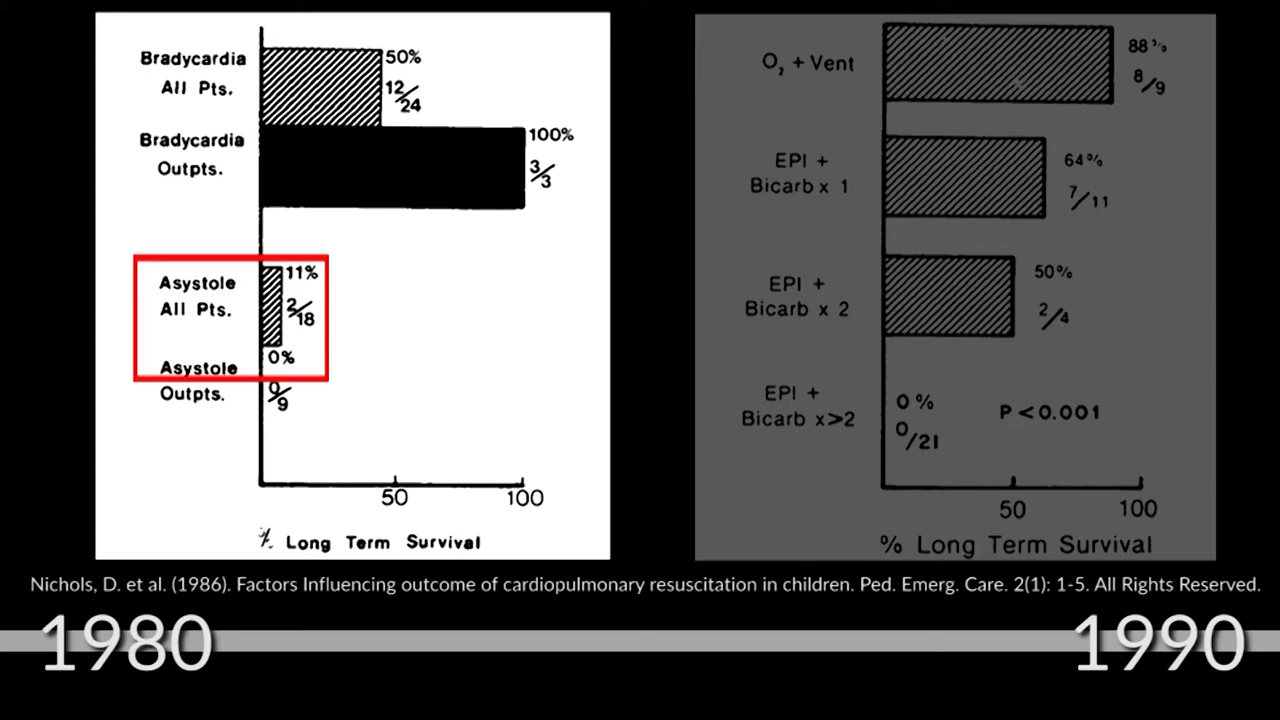 Bradycardia
All Pts.
50%
12/24
Bradycardia
Outpts.
100%
3/3
Asystole
All Pts.
11%
2/18
Asystole
Outpts.
0%
0/9
50 100
% Long Term Survival
O₂ + Vent
88%
8/9
EPI +
Bicarb x 1
64%
7/11
EPI +
Bicarb x 2
50%
2/4
EPI +
Bicarb x>2
0%
0/21
P<0.001
50 100
% Long Term Survival
Nichols, D. et al. (1986). Factors Influencing outcome of cardiopulmonary resuscitation in children. Ped. Emerg. Care. 2(1): 1-5. All Rights Reserved.
1980 1990